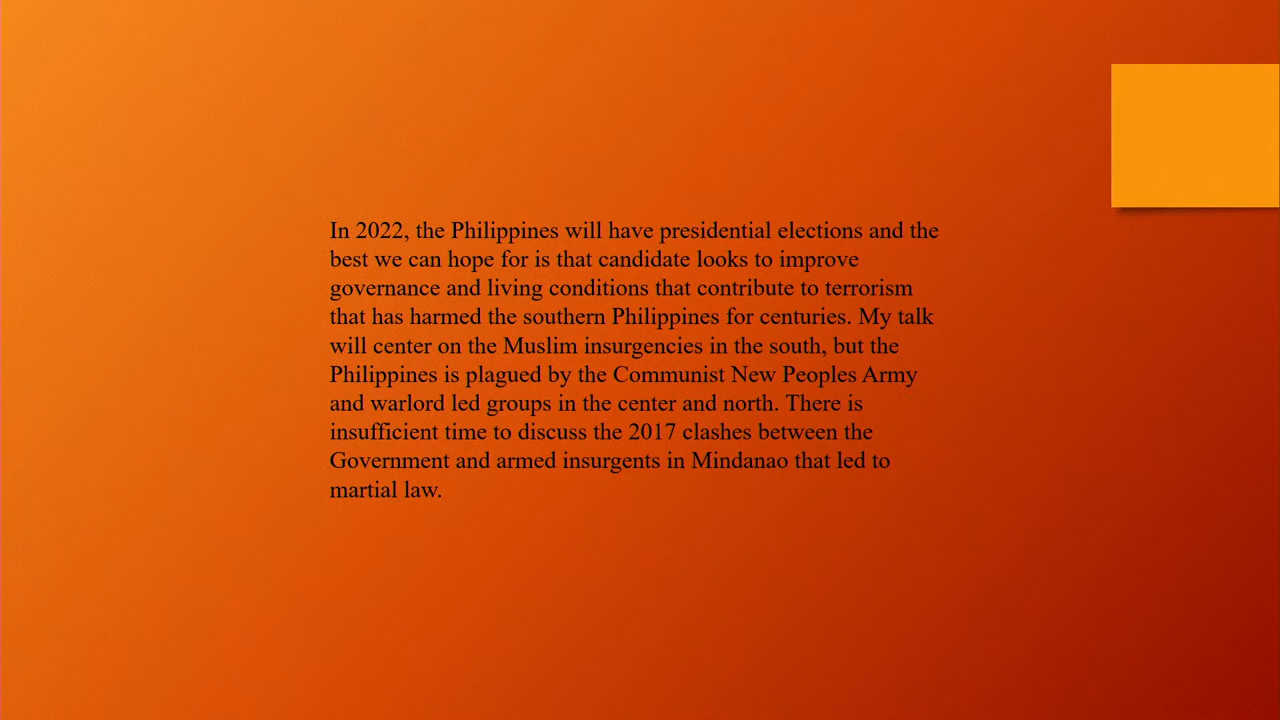 In 2022, the Philippines will have presidential elections and the
best we can hope for is that candidate looks to improve
governance and living conditions that contribute to terrorism
that has harmed the southern Philippines for centuries. My talk
will center on the Muslim insurgencies in the south, but the
Philippines is plagued by the Communist New Peoples Army
and warlord led groups in the center and north. There is
insufficient time to discuss the 2017 clashes between the
Government and armed insurgents in Mindanao that led to
martial law.